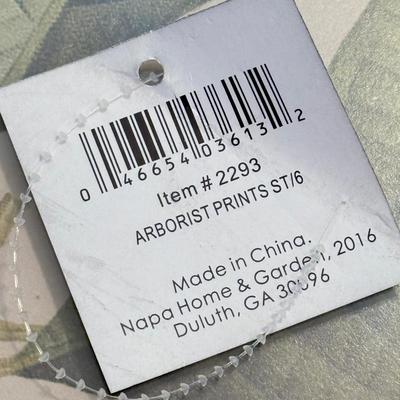 0 46654 03613 2
Item # 2293
ARBORIST PRINTS ST/6
Made in China.
Napa Home & Garden, 2016
Duluth, GA 30096